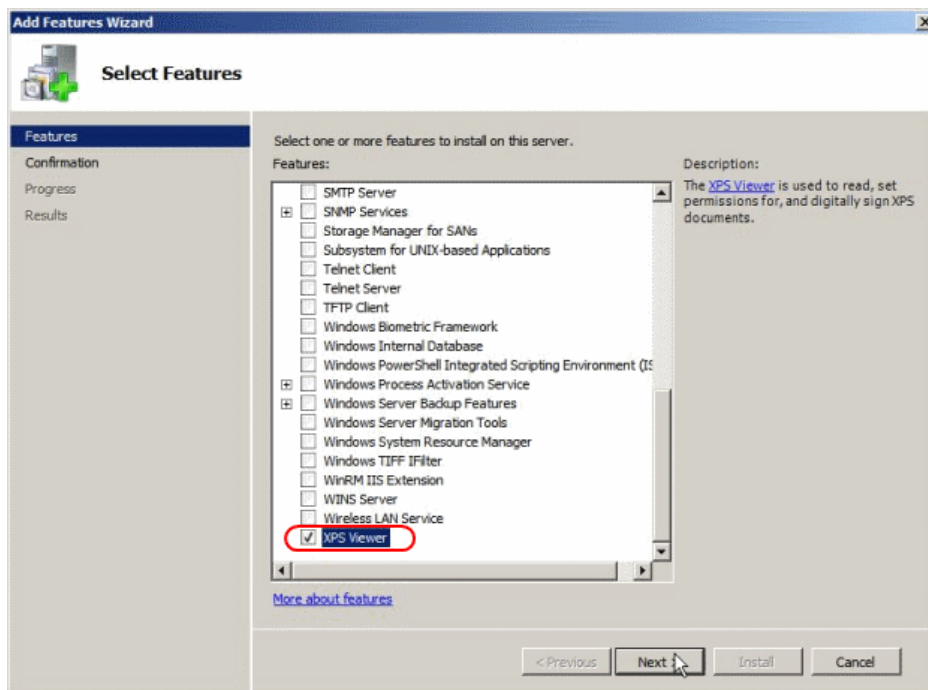 Add Features Wizard
Select Features
Features
Confirmation
Progress
Results
Select one or more features to install on this server.
Features:
SMTP Server
SNMP Services
Storage Manager for SANs
Subsystem for UNIX-based Applications
Telnet Client
Telnet Server
TFTP Client
Windows Biometric Framework
Windows Internal Database
Windows PowerShell Integrated Scripting Environment (IS
Windows Process Activation Service
Windows Server Backup Features
Windows Server Migration Tools
Windows System Resource Manager
Windows TIFF IFilter
WinRM IIS Extension
WINS Server
Wireless LAN Service
XPS Viewer
More about features
Description:
The XPS Viewer is used to read, set
permissions for, and digitally sign XPS
documents.
< Previous
Next >
Install
Cancel